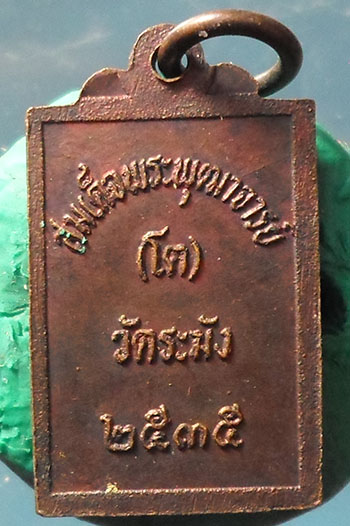 สมเด็จพระพุฒาจารย์
(โต)
วัดระฆัง
๒๕๓๕